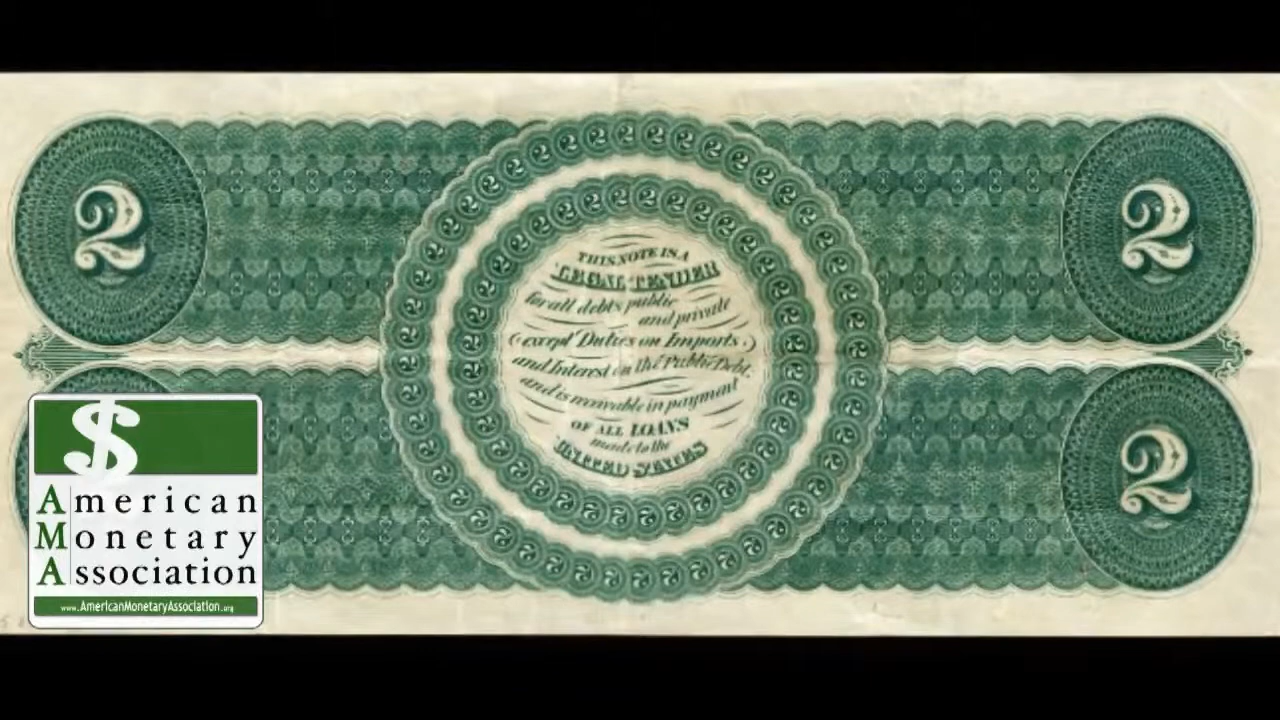 2
2
THIS NOTE IS A
LEGAL TENDER
for all debts public
and private
(except Duties on Imports.)
and Interest on the Public Debt,
and is receivable in payment
OF ALL LOANS
made to the
UNITED STATES
2
$
American
Monetary
Association
www.AmericanMonetaryAssociation.org